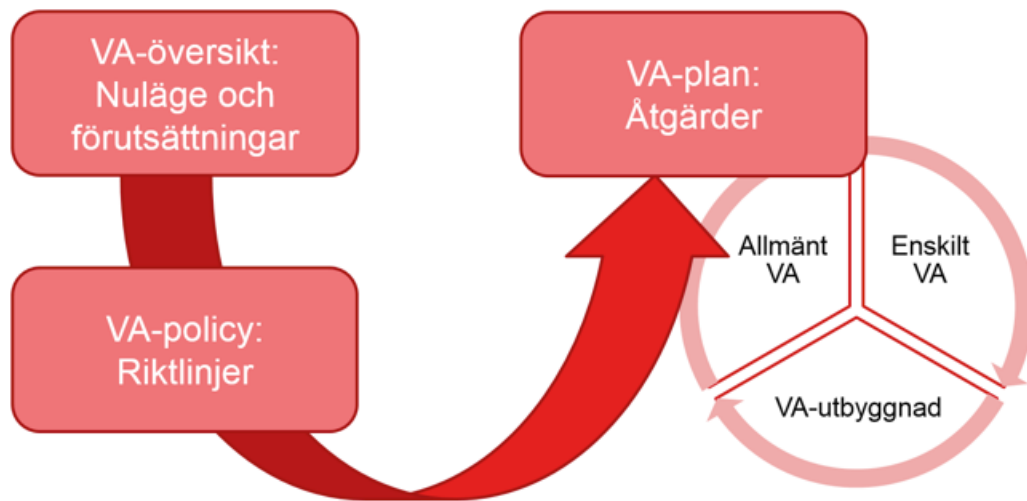 VA-översikt:
Nuläge och
förutsättningar
VA-policy:
Riktlinjer
VA-plan:
Åtgärder
Allmänt
VA
Enskilt
VA
VA-utbyggnad